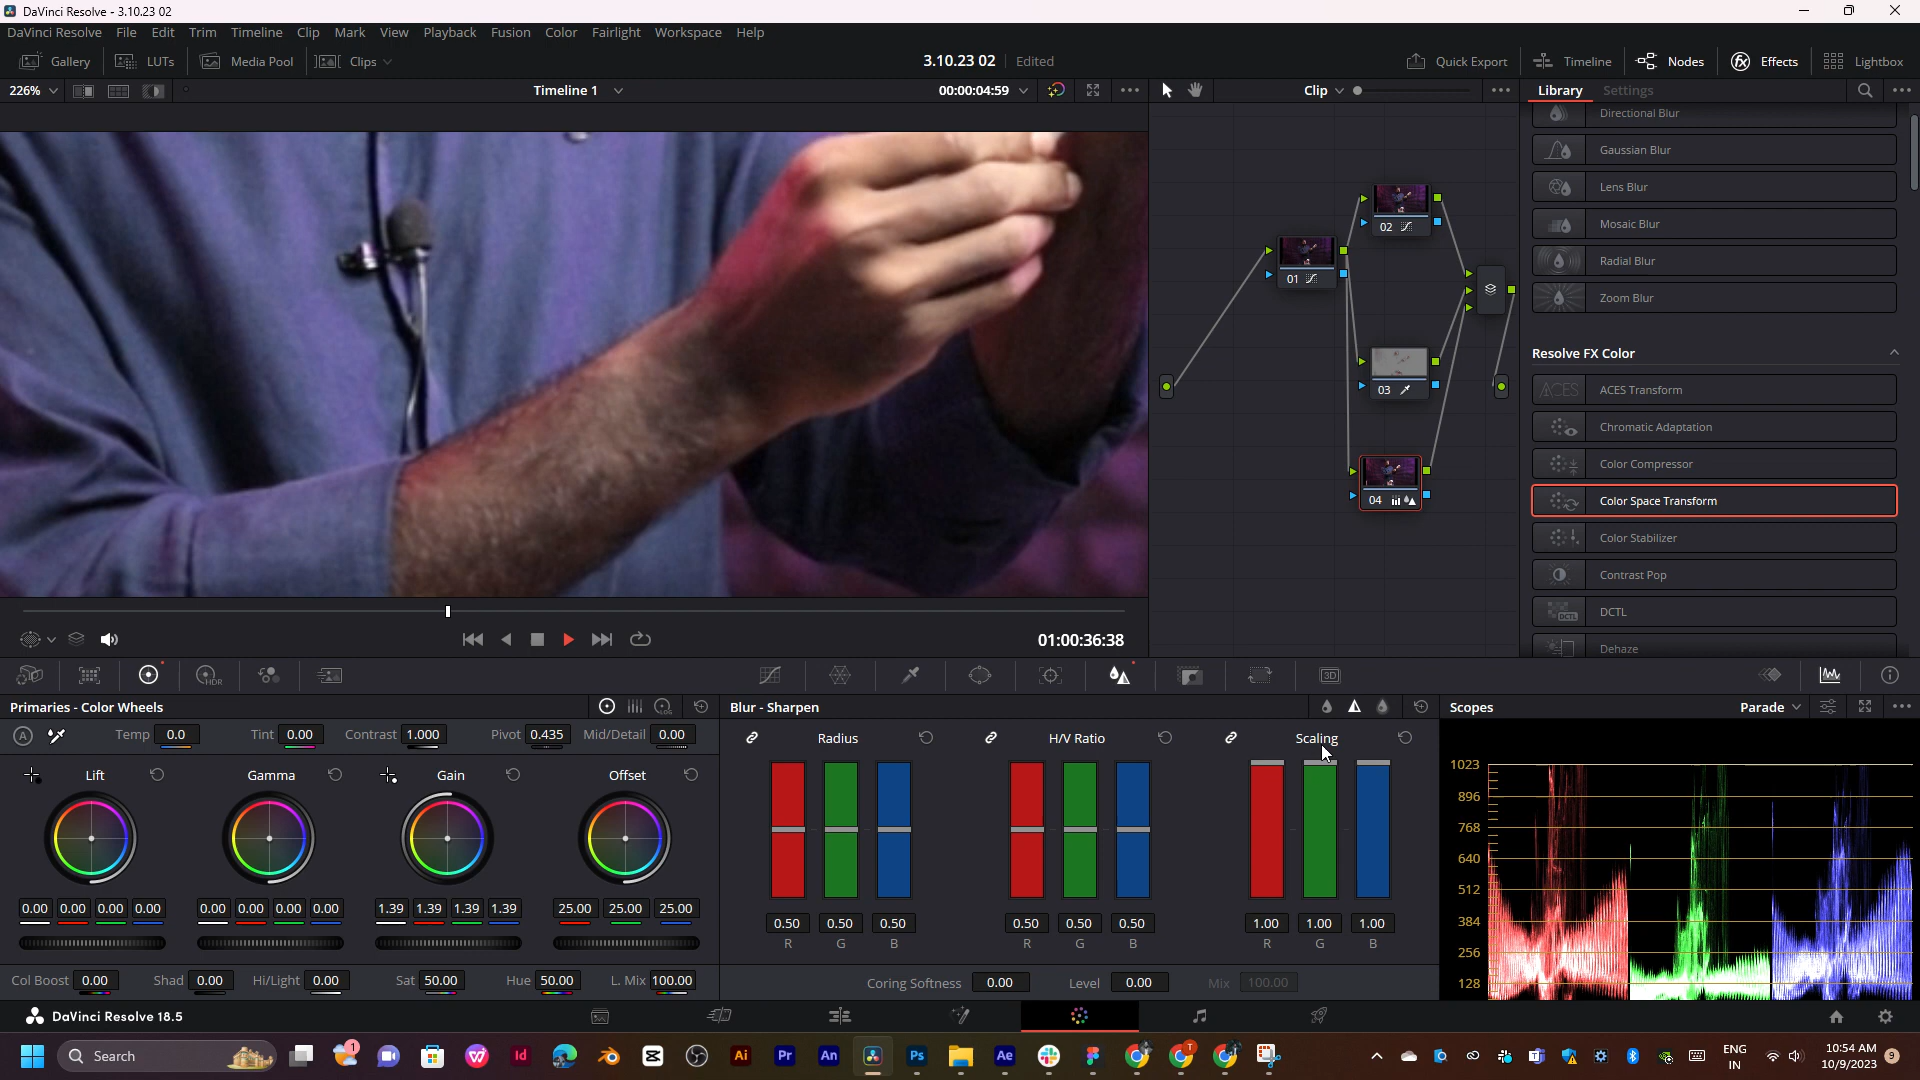 DaVinci Resolve - 3.10.23 02
DaVinci Resolve File Edit Trim Timeline Clip Mark View Playback Fusion Color Fairlight Workspace Help
Gallery LUTs Media Pool Clips 3.10.23 02 Edited Quick Export Timeline Nodes Effects Lightbox
226% Timeline 1 00:00:04:59 Clip Library Settings
Directional Blur
Gaussian Blur
Lens Blur
Mosaic Blur
Radial Blur
Zoom Blur
Resolve FX Color
ACES Transform
Chromatic Adaptation
Color Compressor
Color Space Transform
Color Stabilizer
Contrast Pop
DCTL
Dehaze
02
01
03
04
01:00:36:38
HDR
3D
Primaries - Color Wheels
LOG
A Temp 0.0 Tint 0.00 Contrast 1.000 Pivot 0.435 Mid/Detail 0.00
Lift Gamma Gain Offset
0.00 0.00 0.00 0.00 0.00 0.00 0.00 0.00 1.39 1.39 1.39 1.39 25.00 25.00 25.00
Col Boost 0.00 Shad 0.00 Hi/Light 0.00 Sat 50.00 Hue 50.00 L. Mix 100.00
Blur - Sharpen
Radius H/V Ratio Scaling
0.50 0.50 0.50 0.50 0.50 0.50 1.00 1.00 1.00
R G B R G B R G B
Coring Softness 0.00 Level 0.00 Mix 100.00
Scopes Parade
1023
896
768
640
512
384
256
128
DaVinci Resolve 18.5
Search
1 Id Ai Pr An Ps Ae T
ENG
IN
10:54 AM
10/9/2023
9